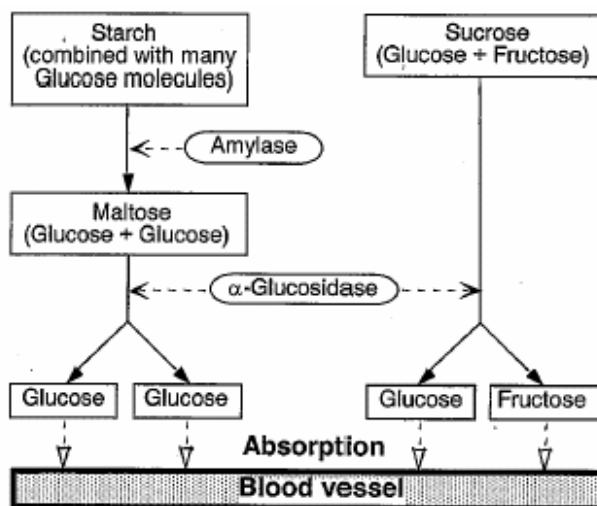 Starch
(combined with many
Glucose molecules)
Sucrose
(Glucose + Fructose)
Amylase
Maltose
(Glucose + Glucose)
α-Glucosidase
Glucose
Glucose
Glucose
Fructose
Absorption
Blood vessel